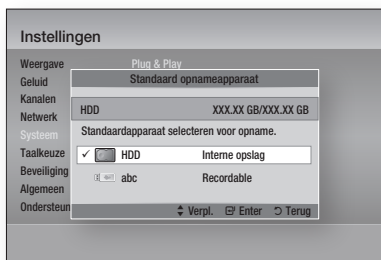 Instellingen
Weergave Plug & Play
Geluid
Kanalen
Netwerk
Systeem
Taalkeuze
Beveiliging
Algemeen
Ondersteun
Standaard opnameapparaat
HDD XXX.XX GB/XXX.XX GB
Standaardapparaat selecteren voor opname.
✓ HDD Interne opslag
abc Recordable
Verpl. Enter Terug